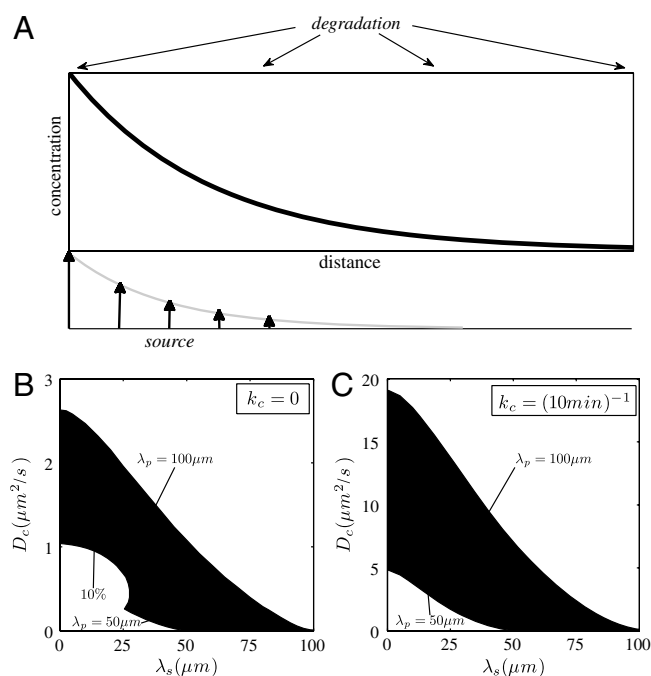 A
degradation
concentration
distance
source
B
3
2
1
0
0 25 50 75 100
D_c(μm²/s)
λ_s(μm)
k_c = 0
λ_p = 100μm
10%
λ_p = 50μm
C
20
15
10
5
0
0 25 50 75 100
D_c(μm²/s)
λ_s(μm)
k_c = (10min)⁻¹
λ_p = 100μm
λ_p = 50μm